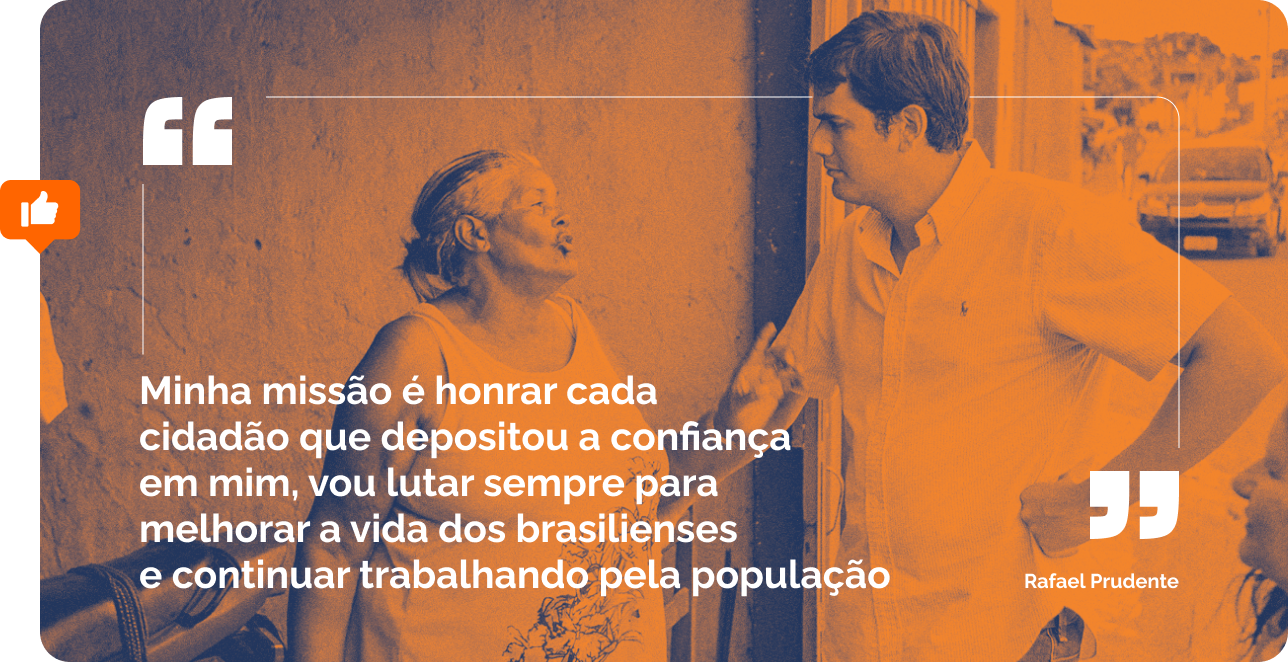 Minha missão é honrar cada
cidadão que depositou a confiança
em mim, vou lutar sempre para
melhorar a vida dos brasilienses
e continuar trabalhando pela população
Rafael Prudente